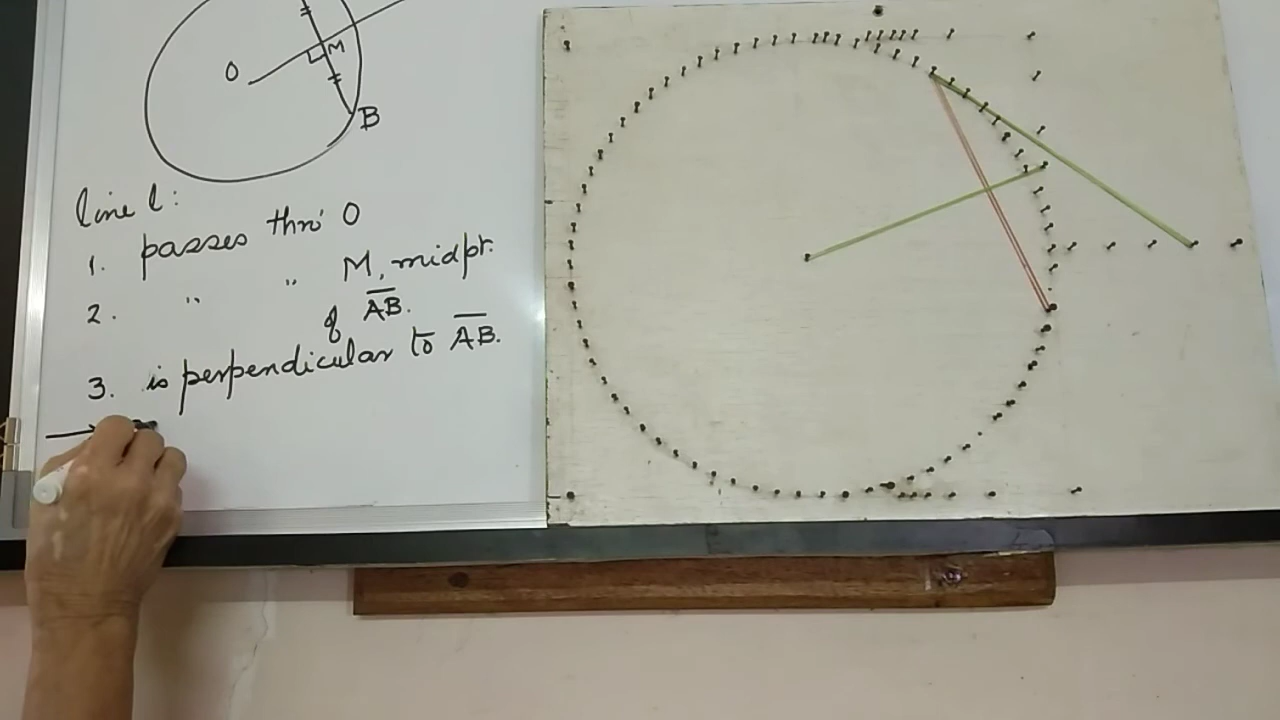 M
O
B
line l:
1. passes thro' O
2. " " M, midpt.
of AB.
3. is perpendicular to AB.